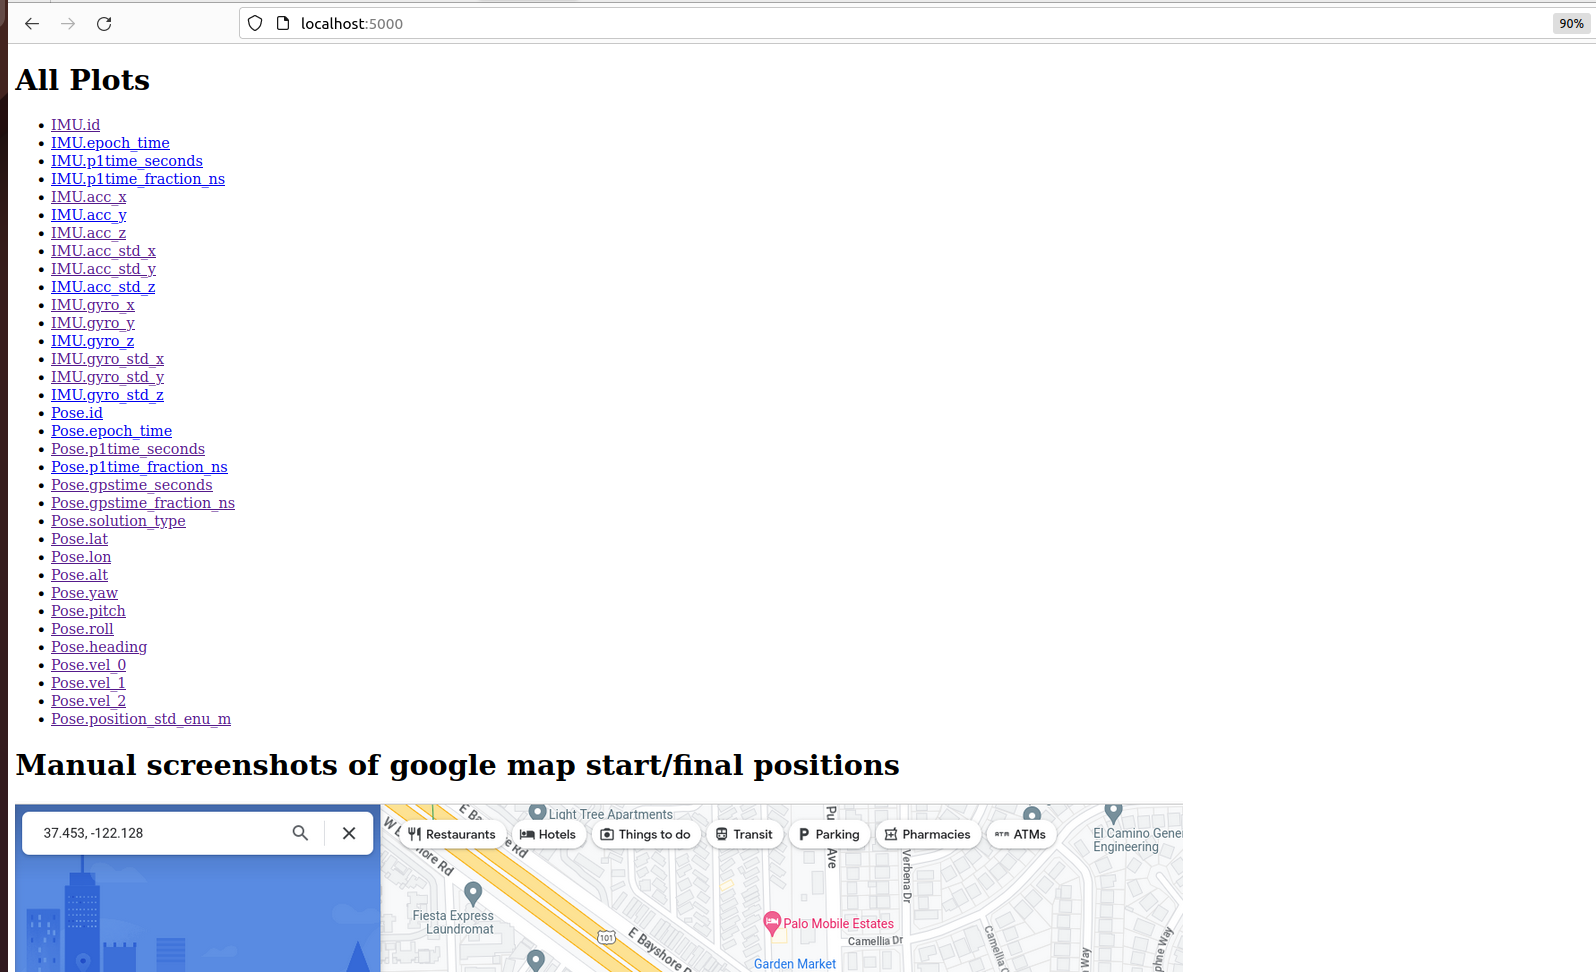 localhost:5000
90%
All Plots
IMU.id
IMU.epoch_time
IMU.p1time_seconds
IMU.p1time_fraction_ns
IMU.acc_x
IMU.acc_y
IMU.acc_z
IMU.acc_std_x
IMU.acc_std_y
IMU.acc_std_z
IMU.gyro_x
IMU.gyro_y
IMU.gyro_z
IMU.gyro_std_x
IMU.gyro_std_y
IMU.gyro_std_z
Pose.id
Pose.epoch_time
Pose.p1time_seconds
Pose.p1time_fraction_ns
Pose.gpstime_seconds
Pose.gpstime_fraction_ns
Pose.solution_type
Pose.lat
Pose.lon
Pose.alt
Pose.yaw
Pose.pitch
Pose.roll
Pose.heading
Pose.vel_0
Pose.vel_1
Pose.vel_2
Pose.position_std_enu_m
Manual screenshots of google map start/final positions
37.453, -122.128
Light Tree Apartments
Restaurants
Hotels
Things to do
Transit
Parking
Pharmacies
ATMs
El Camino Gene
Engineering
Verbena Dr
Fiesta Express
Laundromat
Palo Mobile Estates
Camellia Dr
101
E Bayshore
Garden Market
Way